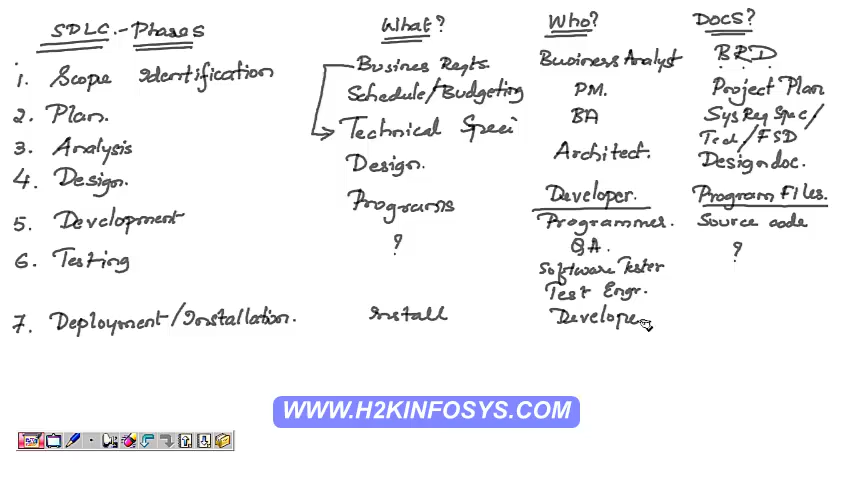 SDLC - Phases What? Who? DOCS?
1. Scope Identification Busines Reqts Business Analyst BRD
Schedule/Budgeting PM. Project Plan
2. Plan. Technical Speci BA Sys Req Spec/
Tech/FSD
3. Analysis Design. Architect. Design doc.
4. Design.
Programs Developer. Program Files.
5. Development Programmer. Source code
6. Testing ? QA. ?
Software Tester
Test Engr.
7. Deployment/Installation. Install Develope
WWW.H2KINFOSYS.COM